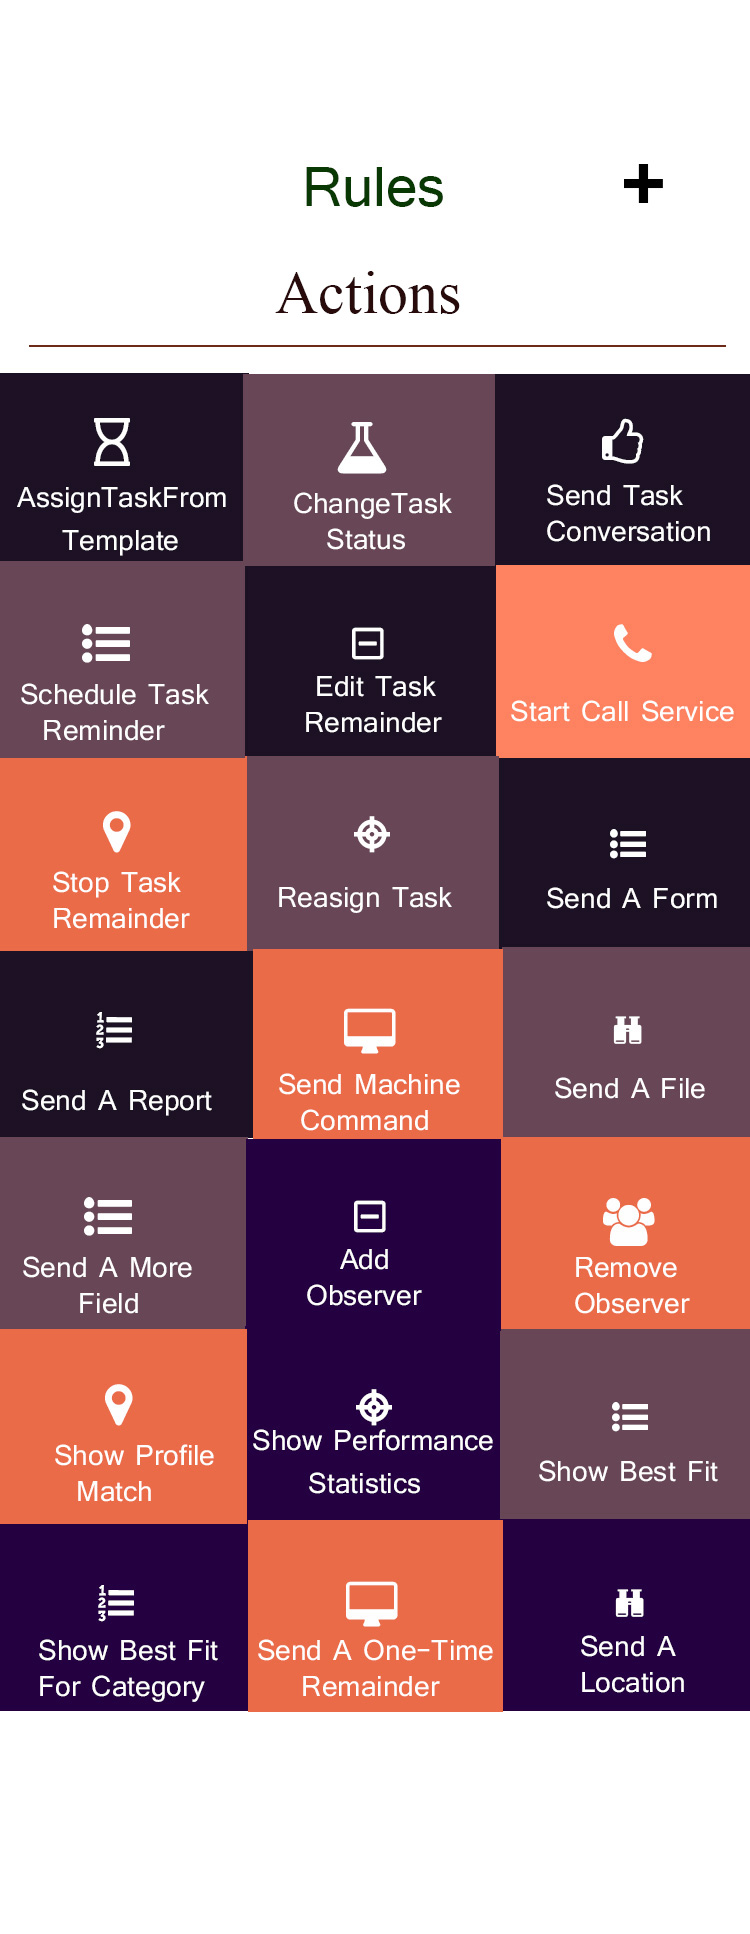 Rules +
Actions
AssignTaskFrom
Template
ChangeTask
Status
Send Task
Conversation
Schedule Task
Reminder
Edit Task
Remainder
Start Call Service
Stop Task
Remainder
Reasign Task
Send A Form
Send A Report
Send Machine
Command
Send A File
Send A More
Field
Add
Observer
Remove
Observer
Show Profile
Match
Show Performance
Statistics
Show Best Fit
Show Best Fit
For Category
Send A One-Time
Remainder
Send A
Location